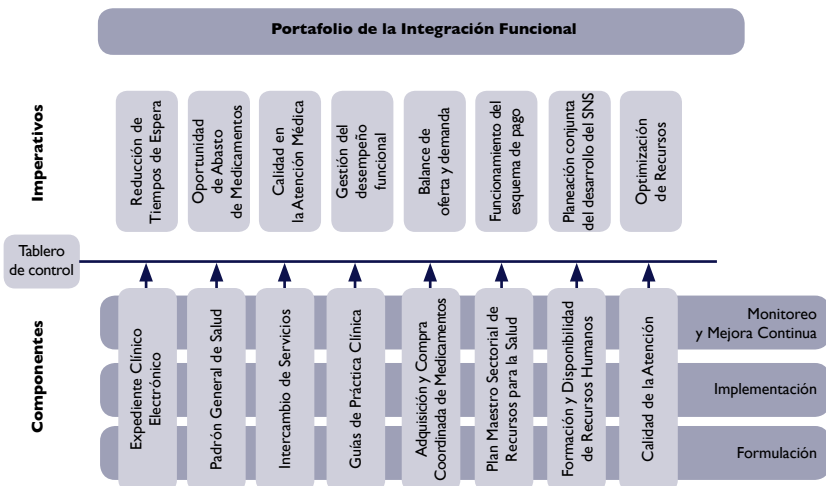 Portafolio de la Integración Funcional
Imperativos
Reducción de
Tiempos de Espera
Oportunidad
de Abasto
de Medicamentos
Calidad en
la Atención Médica
Gestión del
desempeño
funcional
Balance de
oferta y demanda
Funcionamiento del
esquema de pago
Planeación conjunta
del desarrollo del SNS
Optimización
de Recursos
Tablero
de control
Componentes
Expediente Clínico
Electrónico
Padrón General de Salud
Intercambio de Servicios
Guías de Práctica Clínica
Adquisición y Compra
Coordinada de Medicamentos
Plan Maestro Sectorial de
Recursos para la Salud
Formación y Disponibilidad
de Recursos Humanos
Calidad de la Atención
Monitoreo
y Mejora Continua
Implementación
Formulación